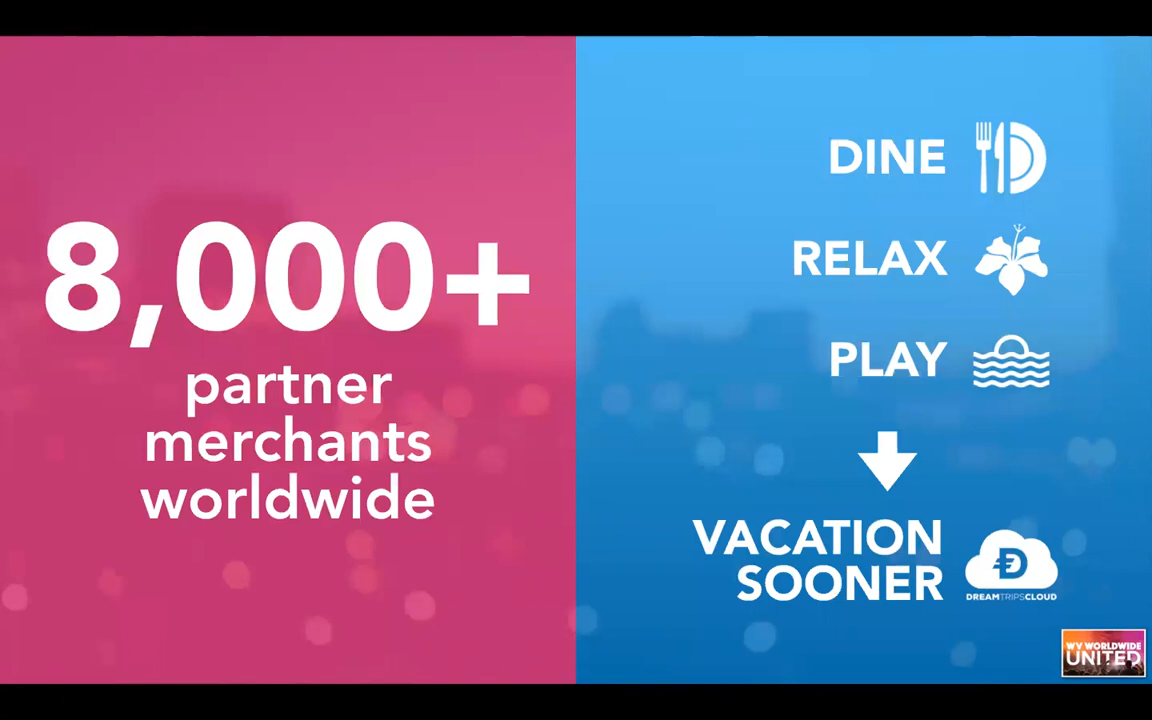 8,000+
partner
merchants
worldwide
DINE
RELAX
PLAY
VACATION
SOONER
DREAMTRIPSCLOUD
WV WORLDWIDE
UNITED